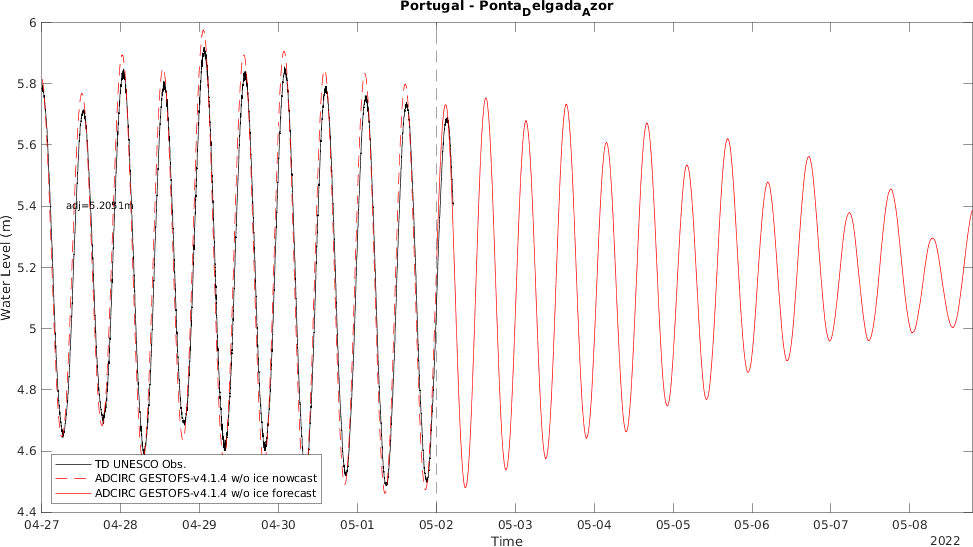 Portugal - Ponta_Delgada_Azor
6
5.8
5.6
5.4
5.2
5
4.8
4.6
4.4
Water Level (m)
adj=5.2051m
TD UNESCO Obs.
ADCIRC GESTOFS-v4.1.4 w/o ice nowcast
ADCIRC GESTOFS-v4.1.4 w/o ice forecast
04-27 04-28 04-29 04-30 05-01 05-02 05-03 05-04 05-05 05-06 05-07 05-08
Time
2022